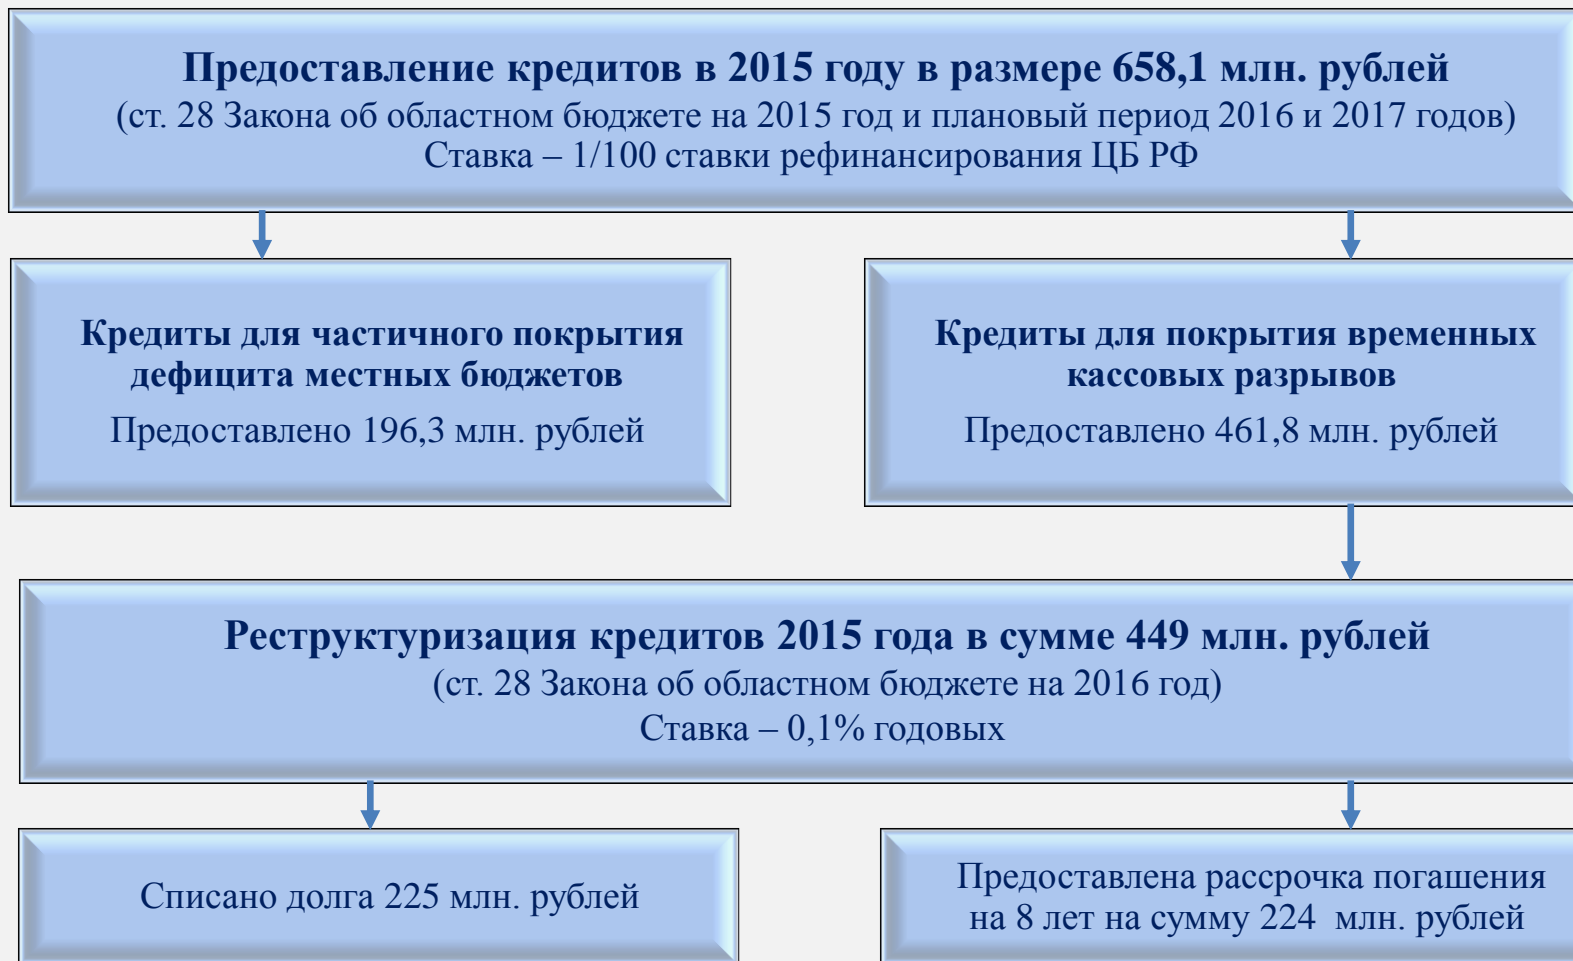 Предоставление кредитов в 2015 году в размере 658,1 млн. рублей
(ст. 28 Закона об областном бюджете на 2015 год и плановый период 2016 и 2017 годов)
Ставка – 1/100 ставки рефинансирования ЦБ РФ
Кредиты для частичного покрытия
дефицита местных бюджетов
Предоставлено 196,3 млн. рублей
Кредиты для покрытия временных
кассовых разрывов
Предоставлено 461,8 млн. рублей
Реструктуризация кредитов 2015 года в сумме 449 млн. рублей
(ст. 28 Закона об областном бюджете на 2016 год)
Ставка – 0,1% годовых
Списано долга 225 млн. рублей
Предоставлена рассрочка погашения
на 8 лет на сумму 224 млн. рублей